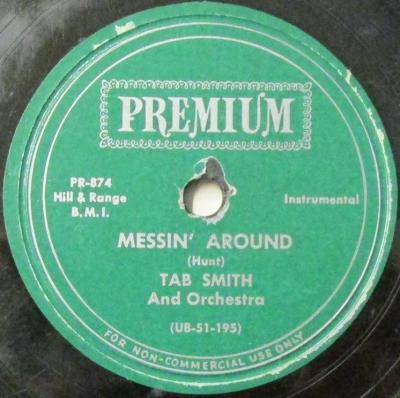 PREMIUM
PR-874
Hill & Range
B.M.I.
Instrumental
MESSIN' AROUND
(Hunt)
TAB SMITH
And Orchestra
(UB-51-195)
FOR NON-COMMERCIAL USE ONLY